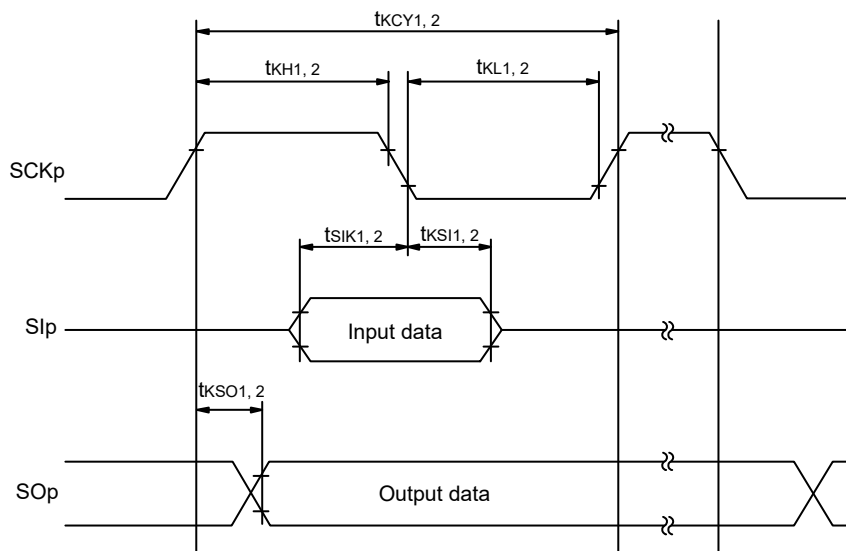 tKCY1, 2
tKH1, 2
tKL1, 2
SCKp
tSIK1, 2
tKSI1, 2
SIp
Input data
tKSO1, 2
SOp
Output data